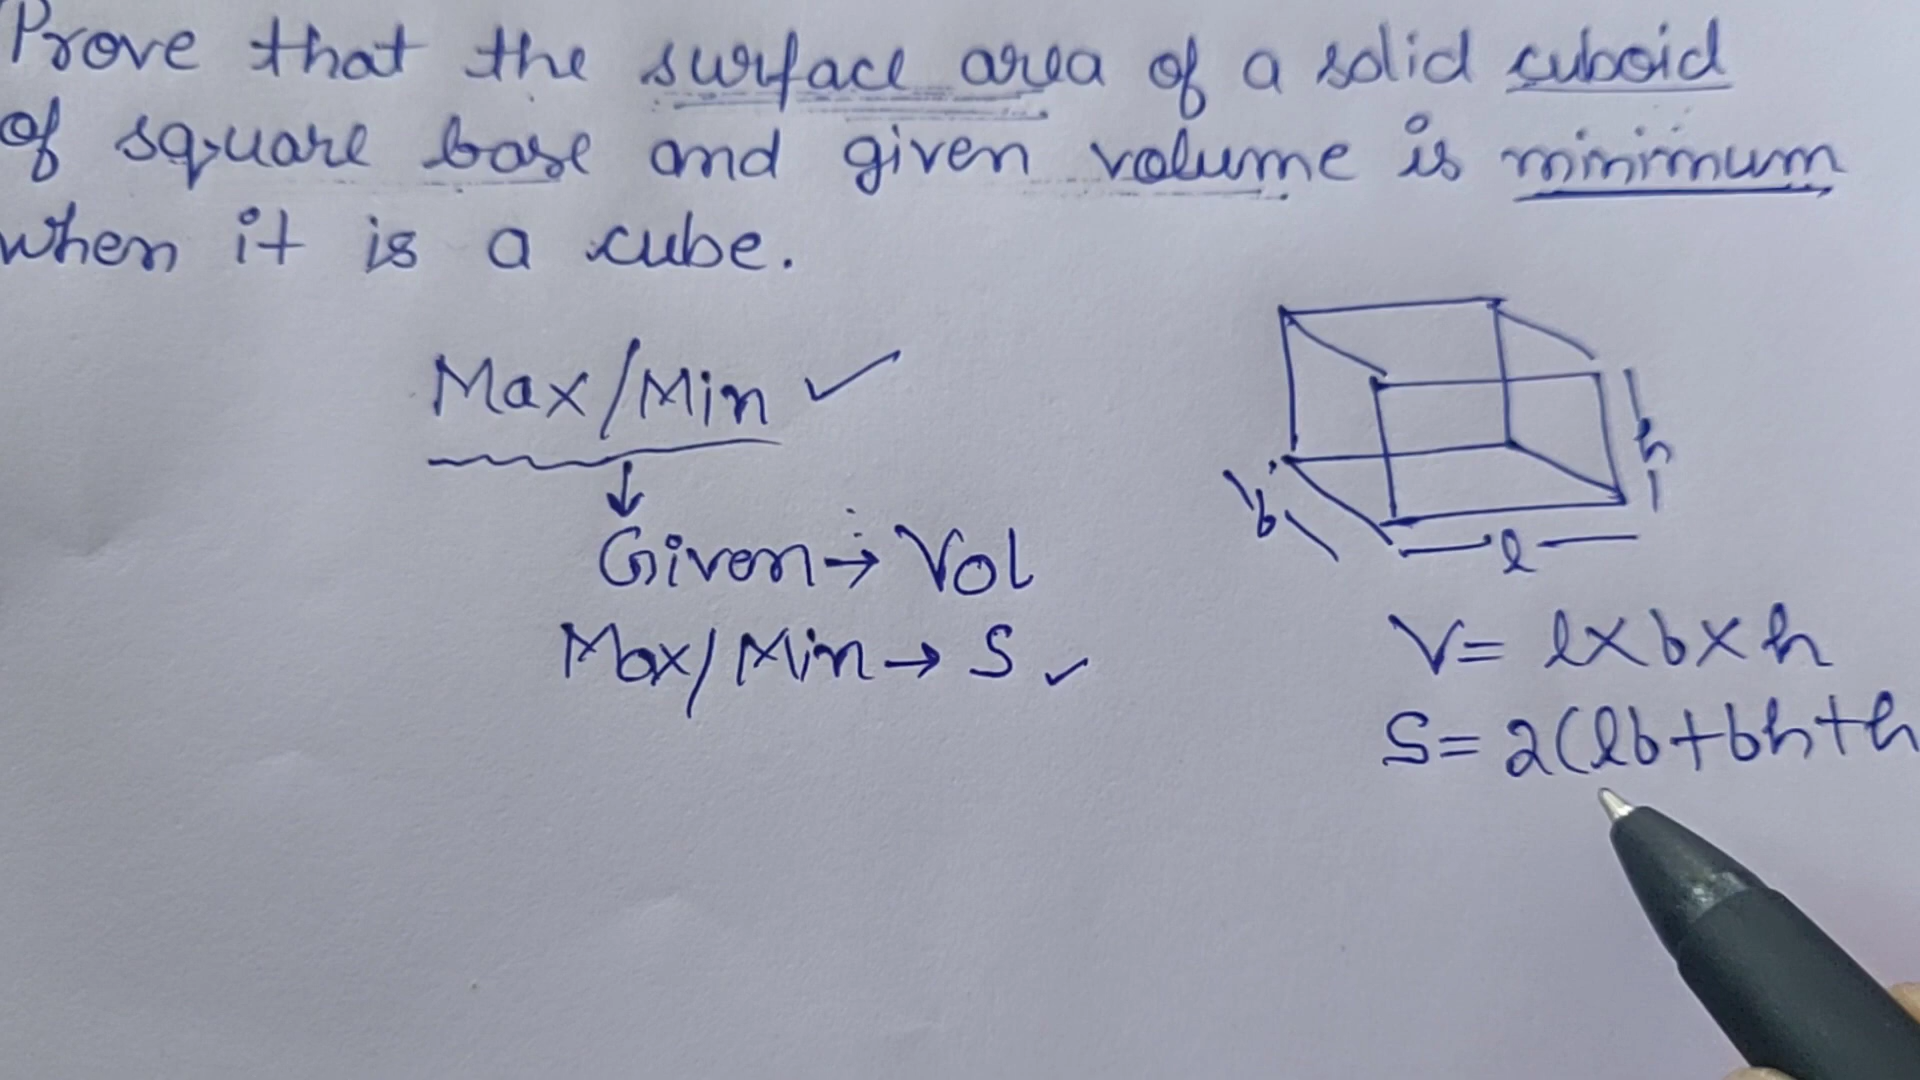 Prove that the surface area of a solid cuboid
of square base and given volume is minimum
when it is a cube.
Max/Min ✓
↓
Given → Vol
Max/Min → S ✓
h
b
l
V= l×b×h
S= 2(lb+bh+h